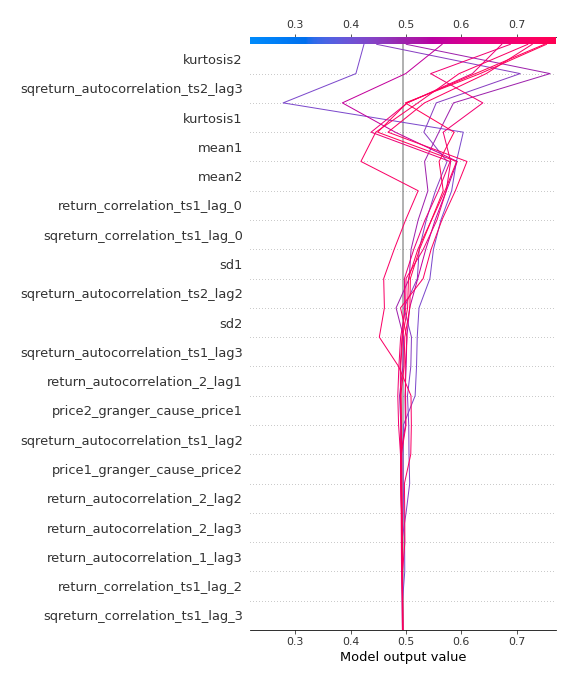 0.3 0.4 0.5 0.6 0.7
kurtosis2
sqreturn_autocorrelation_ts2_lag3
kurtosis1
mean1
mean2
return_correlation_ts1_lag_0
sqreturn_correlation_ts1_lag_0
sd1
sqreturn_autocorrelation_ts2_lag2
sd2
sqreturn_autocorrelation_ts1_lag3
return_autocorrelation_2_lag1
price2_granger_cause_price1
sqreturn_autocorrelation_ts1_lag2
price1_granger_cause_price2
return_autocorrelation_2_lag2
return_autocorrelation_2_lag3
return_autocorrelation_1_lag3
return_correlation_ts1_lag_2
sqreturn_correlation_ts1_lag_3
0.3 0.4 0.5 0.6 0.7
Model output value